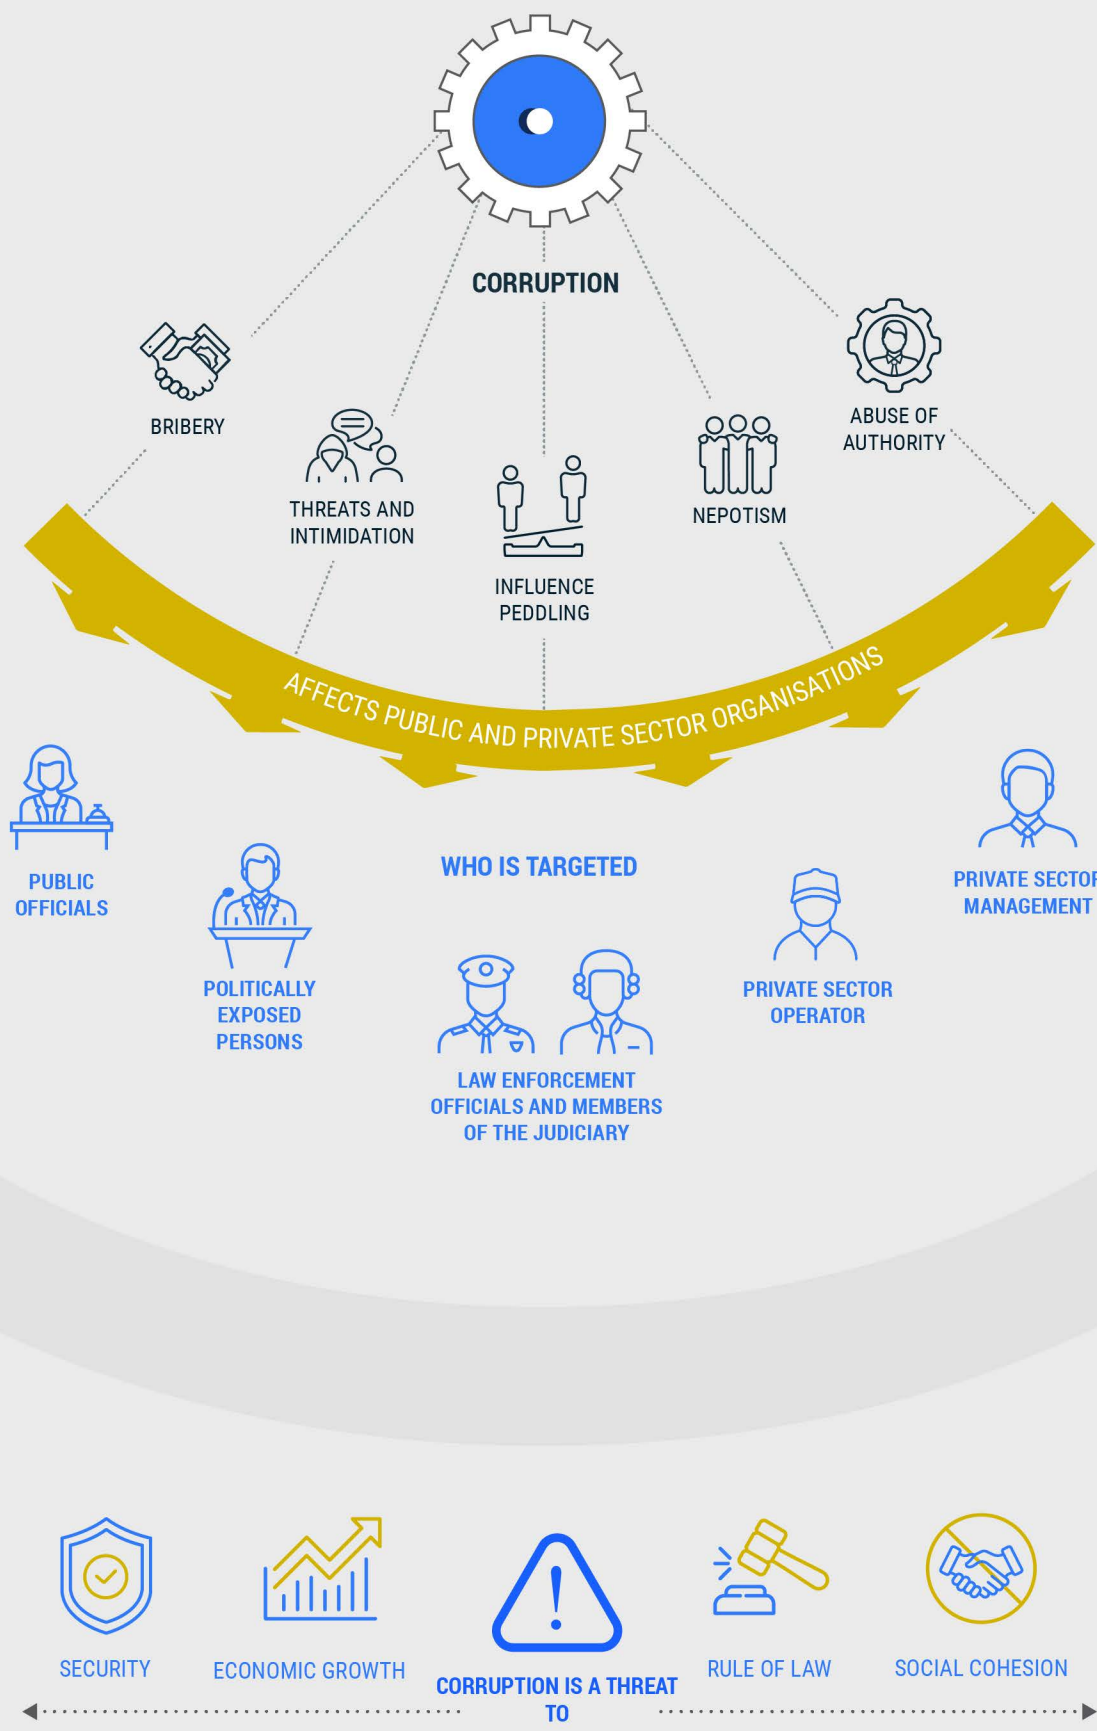 CORRUPTION
BRIBERY
THREATS AND
INTIMIDATION
INFLUENCE
PEDDLING
NEPOTISM
ABUSE OF
AUTHORITY
AFFECTS PUBLIC AND PRIVATE SECTOR ORGANISATIONS
WHO IS TARGETED
PUBLIC
OFFICIALS
POLITICALLY
EXPOSED
PERSONS
LAW ENFORCEMENT
OFFICIALS AND MEMBERS
OF THE JUDICIARY
PRIVATE SECTOR
OPERATOR
PRIVATE SECTOR
MANAGEMENT
SECURITY
ECONOMIC GROWTH
CORRUPTION IS A THREAT
TO
RULE OF LAW
SOCIAL COHESION